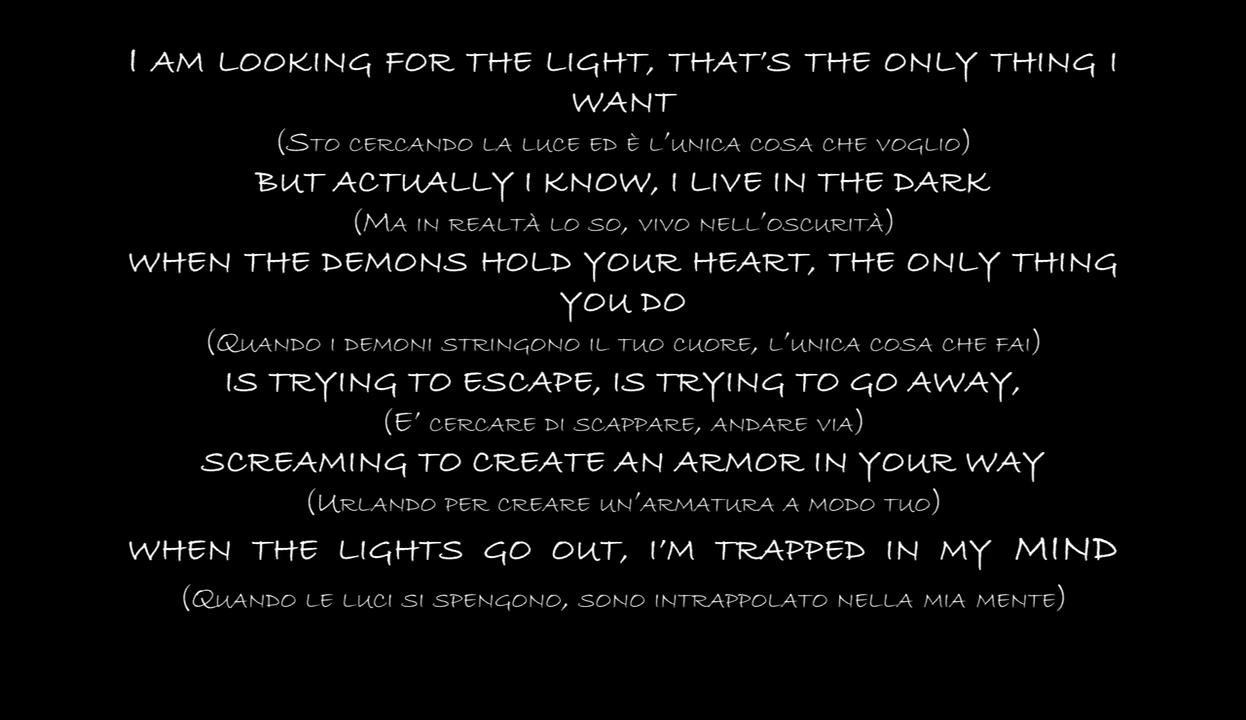 I AM LOOKING FOR THE LIGHT, THAT'S THE ONLY THING I
WANT
(STO CERCANDO LA LUCE ED È L'UNICA COSA CHE VOGLIO)
BUT ACTUALLY I KNOW, I LIVE IN THE DARK
(MA IN REALTÀ LO SO, VIVO NELL'OSCURITÀ)
WHEN THE DEMONS HOLD YOUR HEART, THE ONLY THING
YOU DO
(QUANDO I DEMONI STRINGONO IL TUO CUORE, L'UNICA COSA CHE FAI)
IS TRYING TO ESCAPE, IS TRYING TO GO AWAY,
(E' CERCARE DI SCAPPARE, ANDARE VIA)
SCREAMING TO CREATE AN ARMOR IN YOUR WAY
(URLANDO PER CREARE UN'ARMATURA A MODO TUO)
WHEN THE LIGHTS GO OUT, I'M TRAPPED IN MY MIND
(QUANDO LE LUCI SI SPENGONO, SONO INTRAPPOLATO NELLA MIA MENTE)